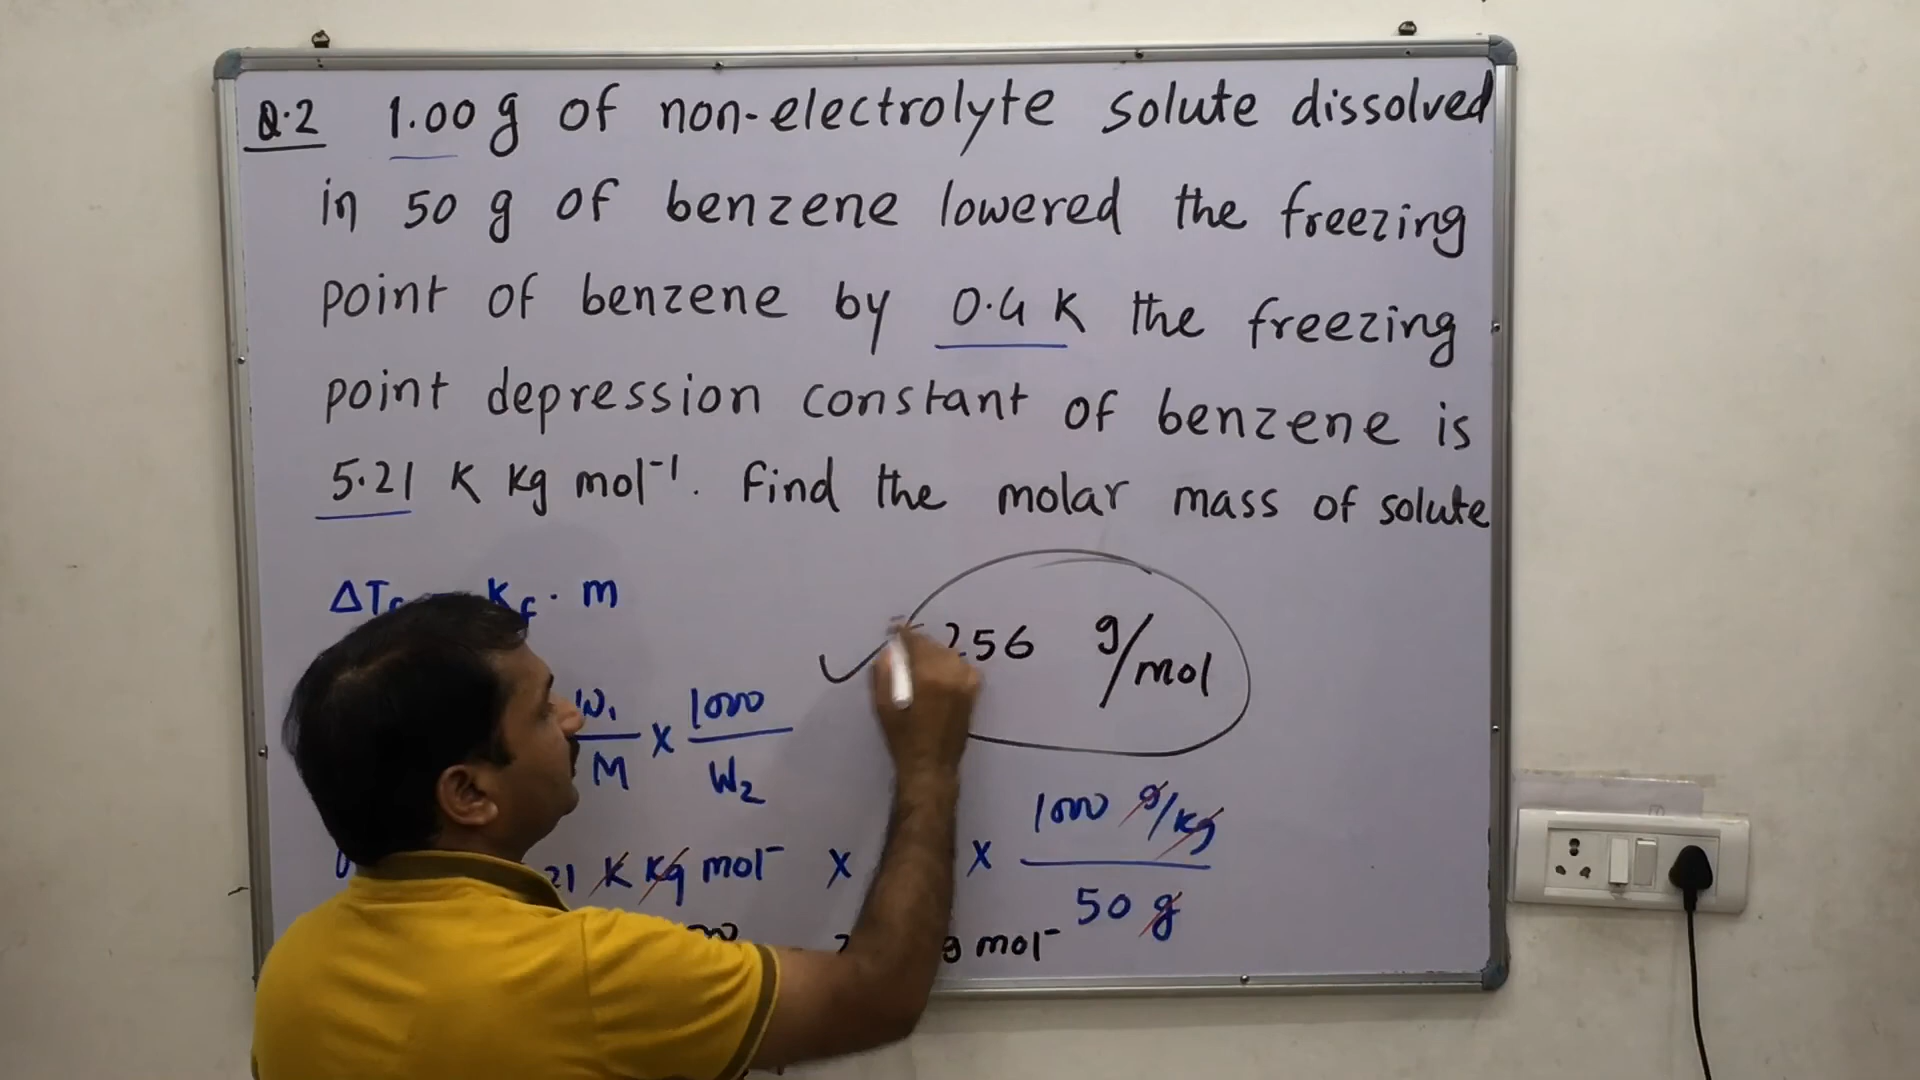 Q.2 1.00 g of non-electrolyte solute dissolved
in 50 g of benzene lowered the freezing
point of benzene by 0.4 K the freezing
point depression constant of benzene is
5.21 K Kg mol⁻¹. Find the molar mass of solute
ΔTf Kf . m
256 g/mol
W₁/M × 1000/W₂
21 K Kg mol⁻ × × 1000 g/Kg / 50 g
g mol⁻